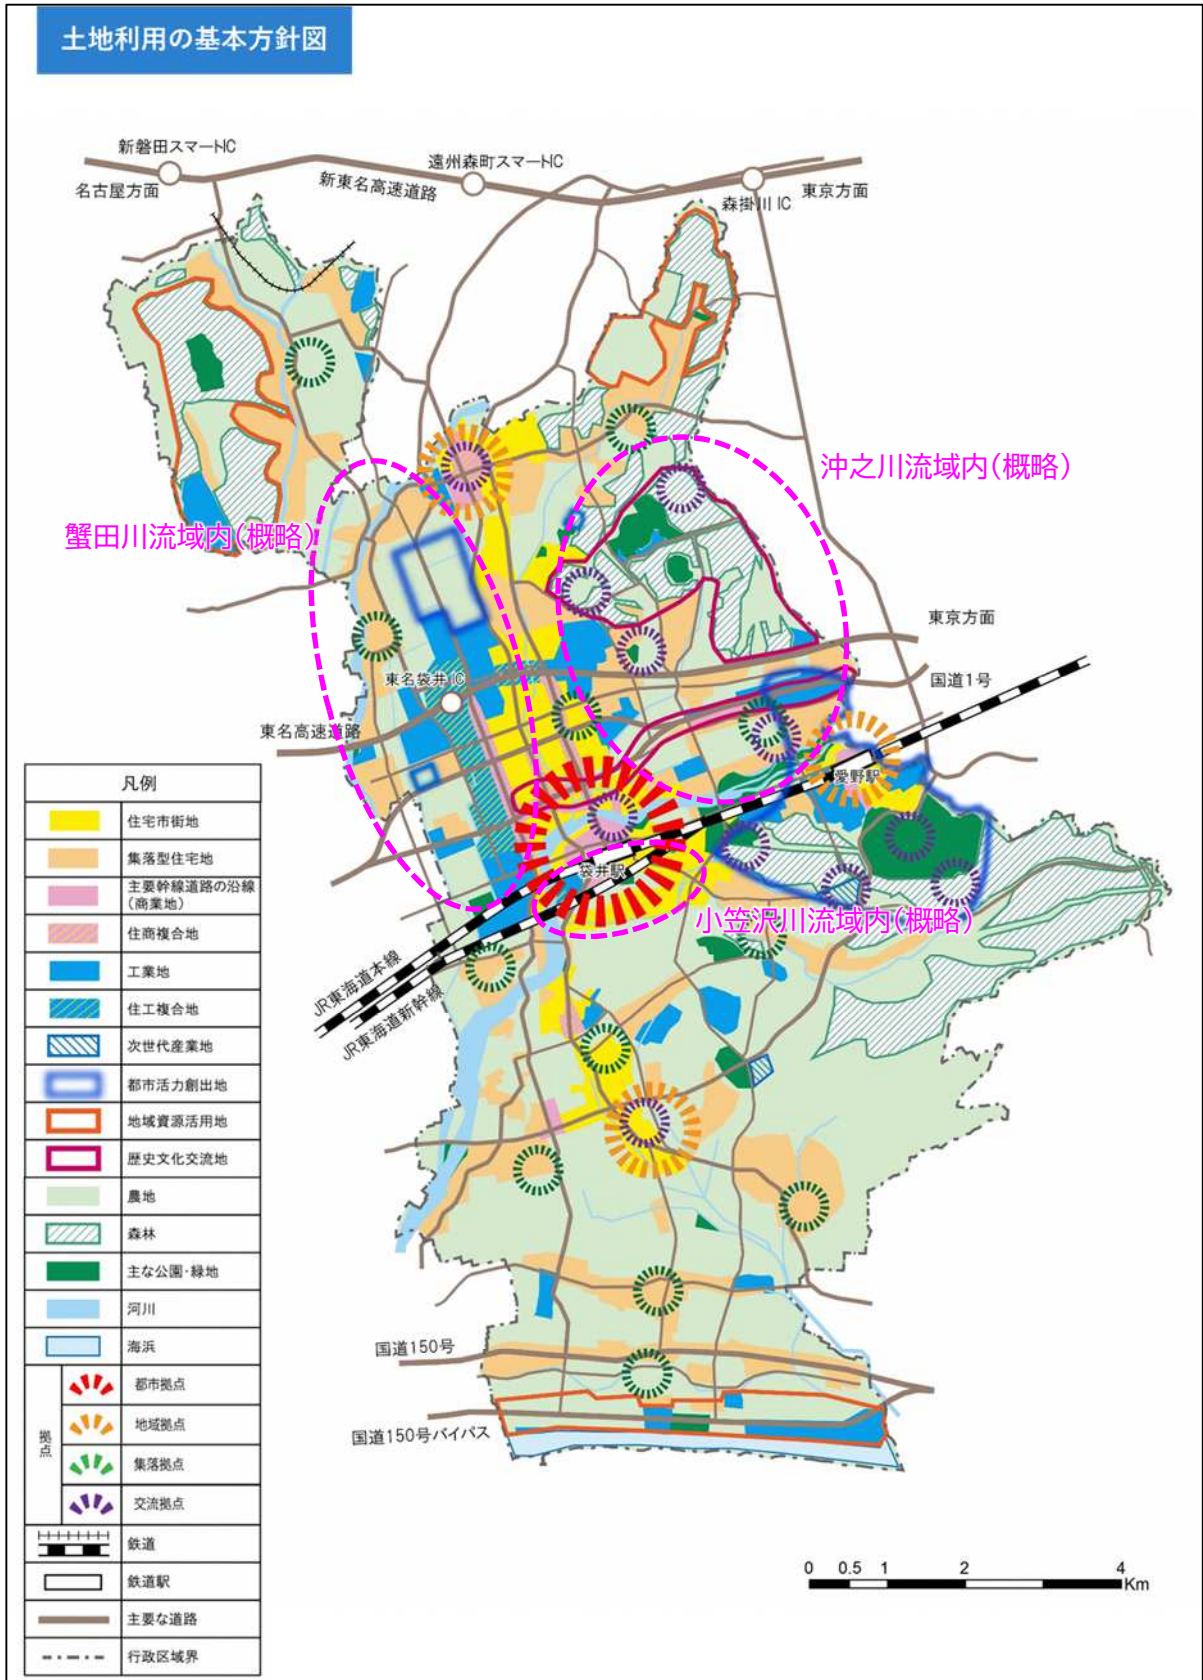 土地利用の基本方針図
新磐田スマートIC
遠州森町スマートIC
名古屋方面
新東名高速道路
森掛川 IC
東京方面
沖之川流域内(概略)
蟹田川流域内(概略)
東京方面
東名袋井 IC
国道1号
東名高速道路
愛野駅
袋井駅
小笠沢川流域内(概略)
JR東海道本線
JR東海道新幹線
国道150号
国道150号バイパス
凡例
住宅市街地
集落型住宅地
主要幹線道路の沿線
(商業地)
住商複合地
工業地
住工複合地
次世代産業地
都市活力創出地
地域資源活用地
歴史文化交流地
農地
森林
主な公園・緑地
河川
海浜
拠点
都市拠点
地域拠点
集落拠点
交流拠点
鉄道
鉄道駅
主要な道路
行政区域界
0 0.5 1 2 4
Km